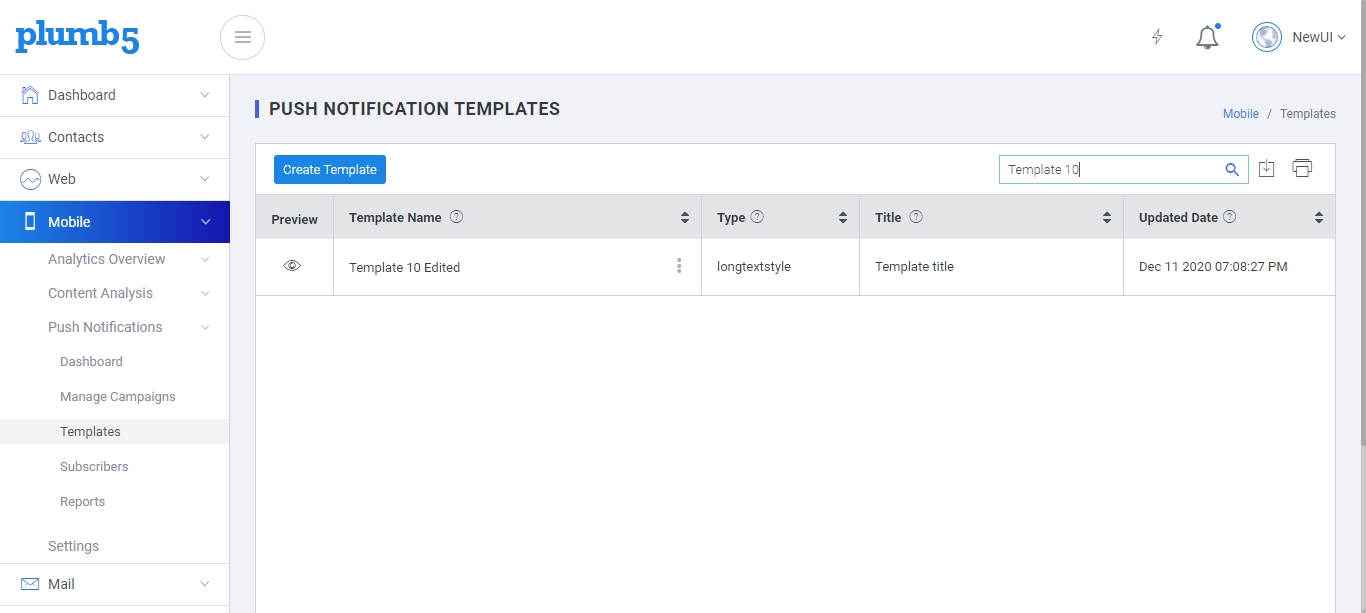 plumb5
NewUI
Dashboard
Contacts
Web
Mobile
Analytics Overview
Content Analysis
Push Notifications
Dashboard
Manage Campaigns
Templates
Subscribers
Reports
Settings
Mail
PUSH NOTIFICATION TEMPLATES
Mobile / Templates
Create Template
Template 10
Preview Template Name ? Type ? Title ? Updated Date ?
Template 10 Edited longtextstyle Template title Dec 11 2020 07:08:27 PM